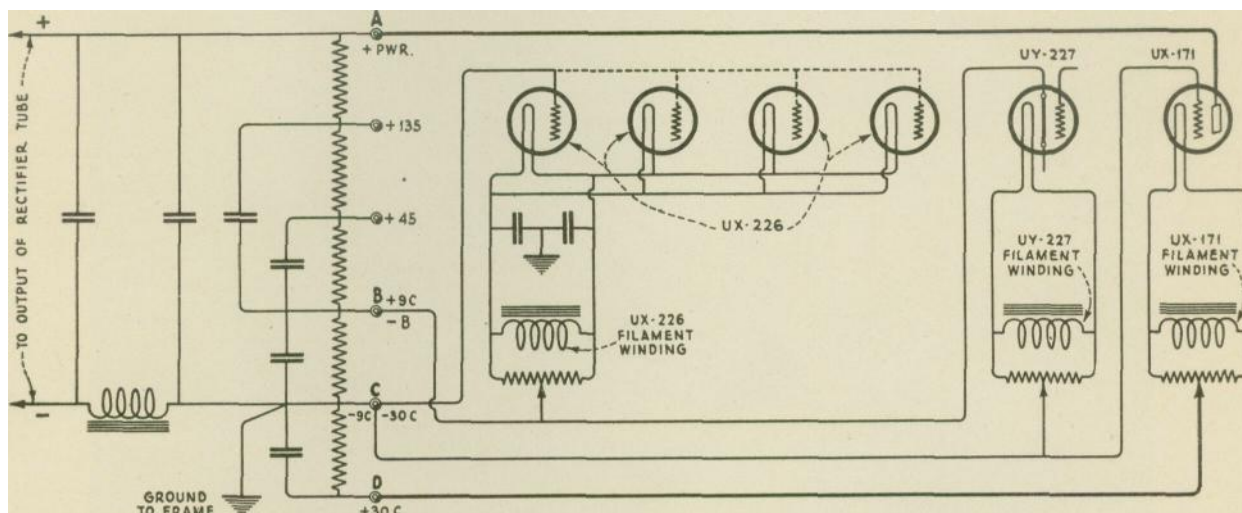 +
A
+ PWR.
UY-227
UX-171
TO OUTPUT OF RECTIFIER TUBE
+135
+45
UX-226
B
+9C
-B
UX-226
FILAMENT
WINDING
UY-227
FILAMENT
WINDING
UX-171
FILAMENT
WINDING
-
C
-9C
-30C
GROUND
TO FRAME
D
+30C